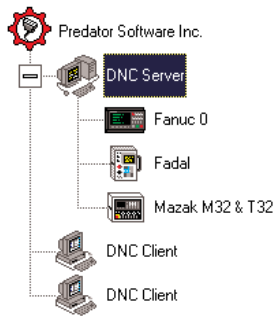 Predator Software Inc.
DNC Server
Fanuc 0
Fadal
Mazak M32 & T32
DNC Client
DNC Client